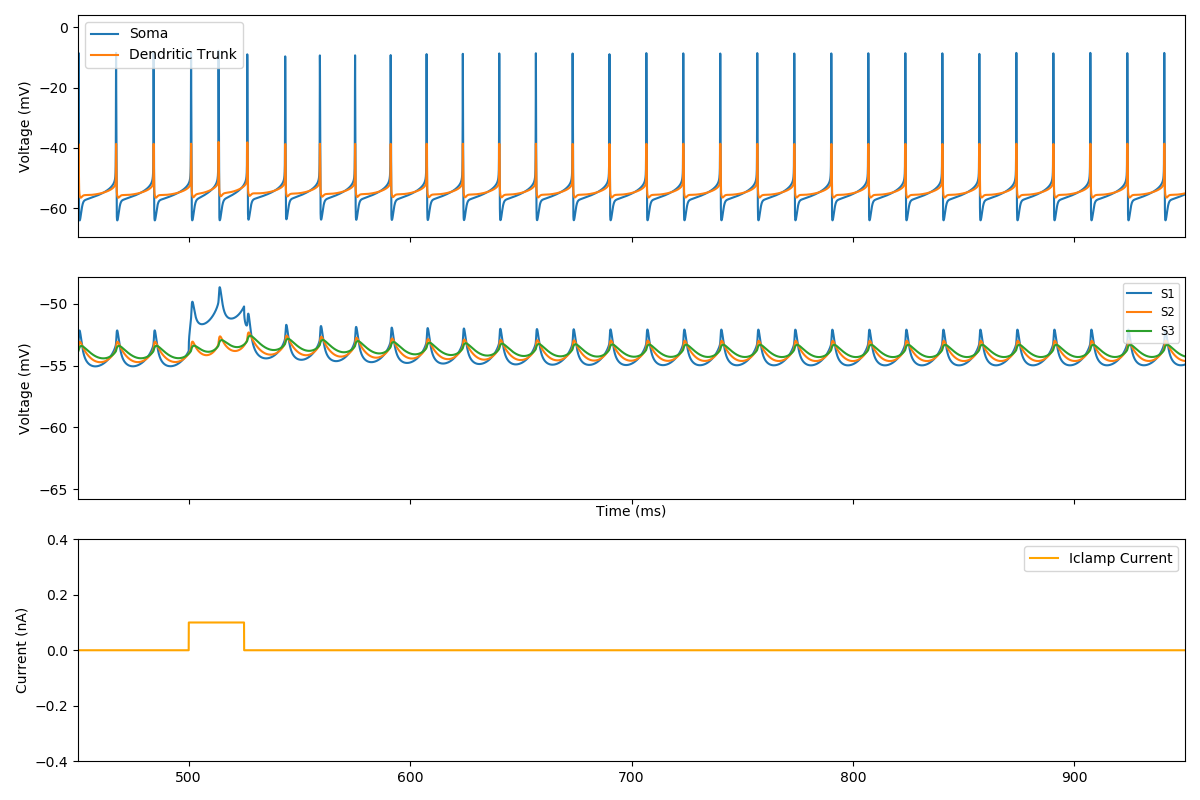 0
−20
−40
−60
Voltage (mV)
Soma
Dendritic Trunk
−50
−55
−60
−65
Voltage (mV)
S1
S2
S3
Time (ms)
0.4
0.2
0.0
−0.2
−0.4
Current (nA)
Iclamp Current
500
600
700
800
900